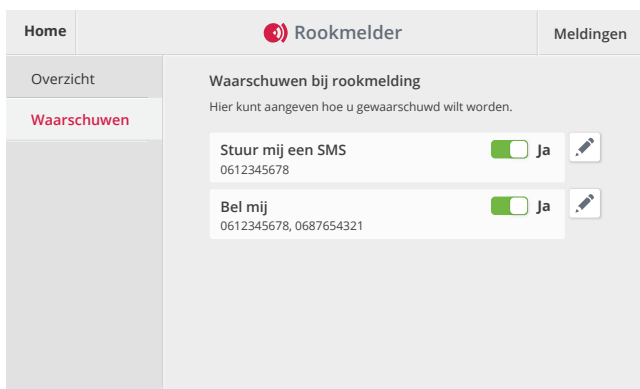 Home
Rookmelder
Meldingen
Overzicht
Waarschuwen
Waarschuwen bij rookmelding
Hier kunt aangeven hoe u gewaarschuwd wilt worden.
Stuur mij een SMS
Ja
0612345678
Bel mij
Ja
0612345678, 0687654321